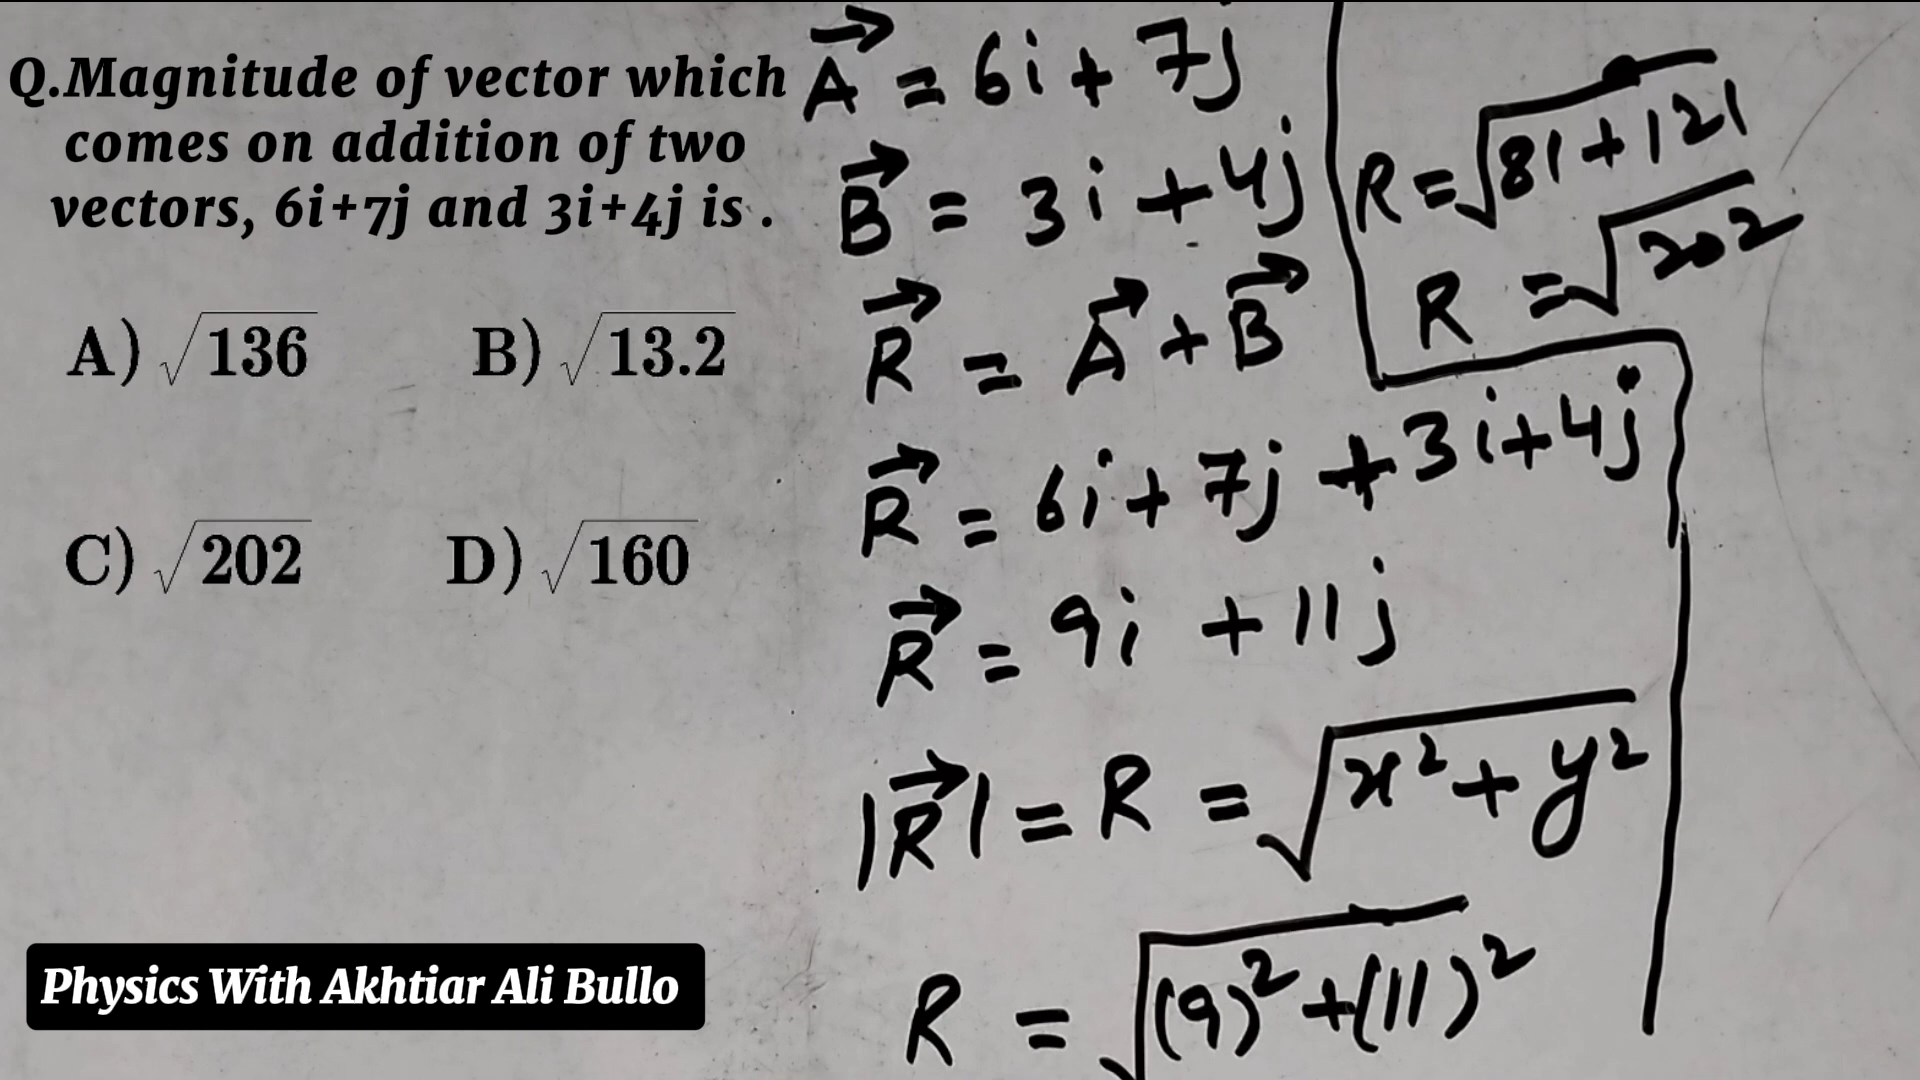 Q.Magnitude of vector which
comes on addition of two
vectors, 6i+7j and 3i+4j is .
A) √136
B) √13.2
C) √202
D) √160
Physics With Akhtiar Ali Bullo
A⃗ = 6i + 7j
B⃗ = 3i + 4j
R⃗ = A⃗ + B⃗
R⃗ = 6i + 7j + 3i + 4j
R⃗ = 9i + 11j
|R⃗| = R = √x² + y²
R = √(9)² + (11)²
R = √81 + 121
R = √202